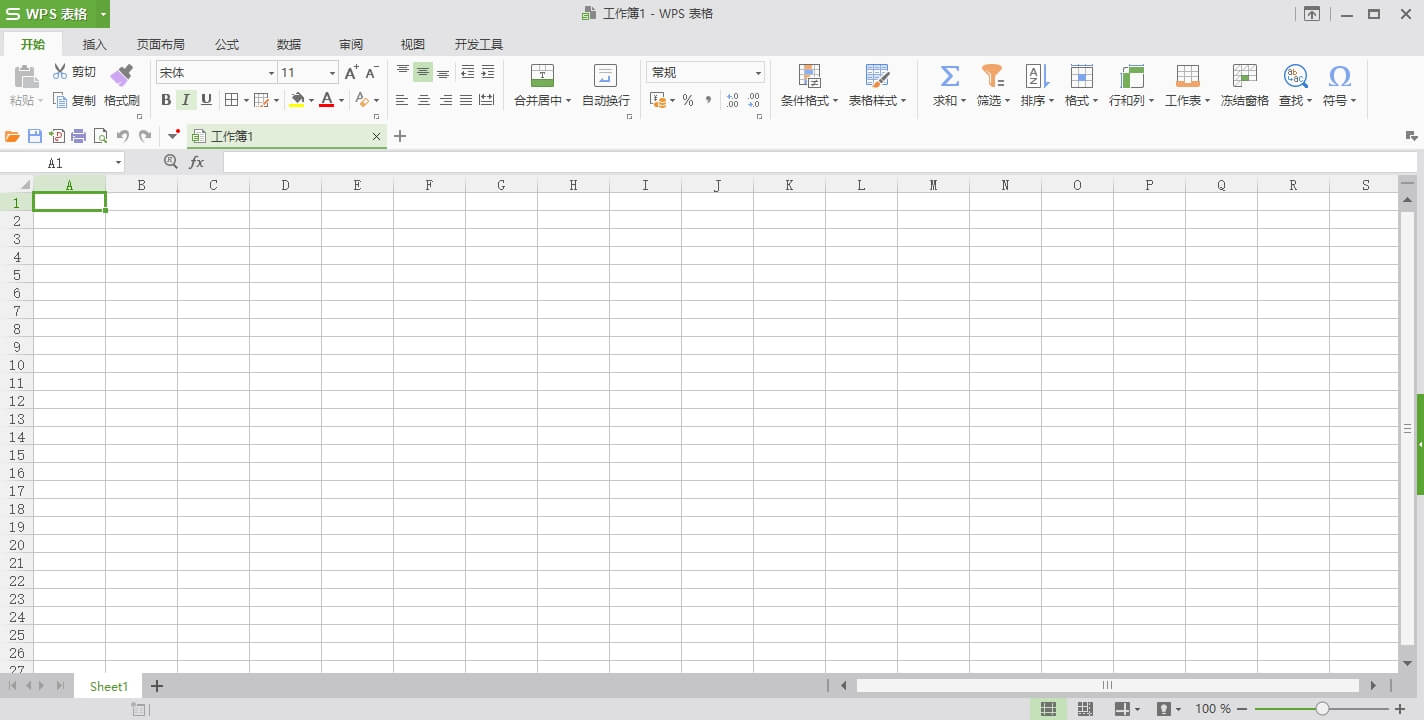 WPS 表格
工作簿1 - WPS 表格
开始 插入 页面布局 公式 数据 审阅 视图 开发工具
粘贴 剪切 复制 格式刷
宋体 11 A+ A-
B I U A
合并居中 自动换行
常规
% , .0 .00 .00 .0
条件格式 表格样式
求和 筛选 排序 格式 行和列 工作表 冻结窗格 查找 符号
工作簿1
A1 fx
A B C D E F G H I J K L M N O P Q R S
1
2
3
4
5
6
7
8
9
10
11
12
13
14
15
16
17
18
19
20
21
22
23
24
25
26
27
Sheet1
100 %